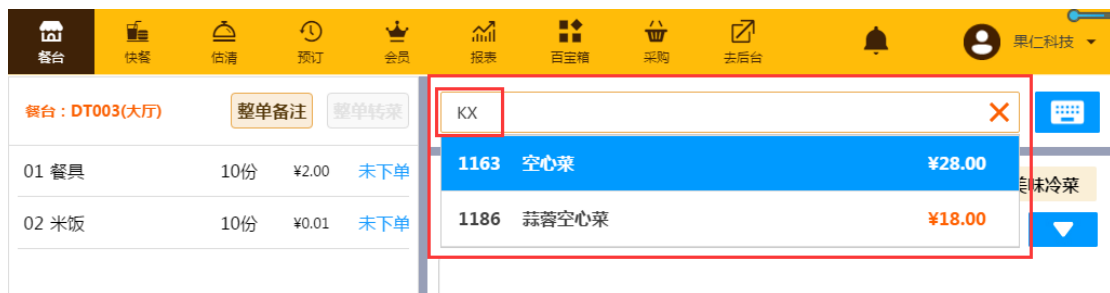 餐台 快餐 估清 预订 会员 报表 百宝箱 采购 去后台 果仁科技
餐台：DT003(大厅) 整单备注 整单转菜
KX
01 餐具 10份 ¥2.00 未下单
1163 空心菜 ¥28.00
味冷菜
02 米饭 10份 ¥0.01 未下单
1186 蒜蓉空心菜 ¥18.00